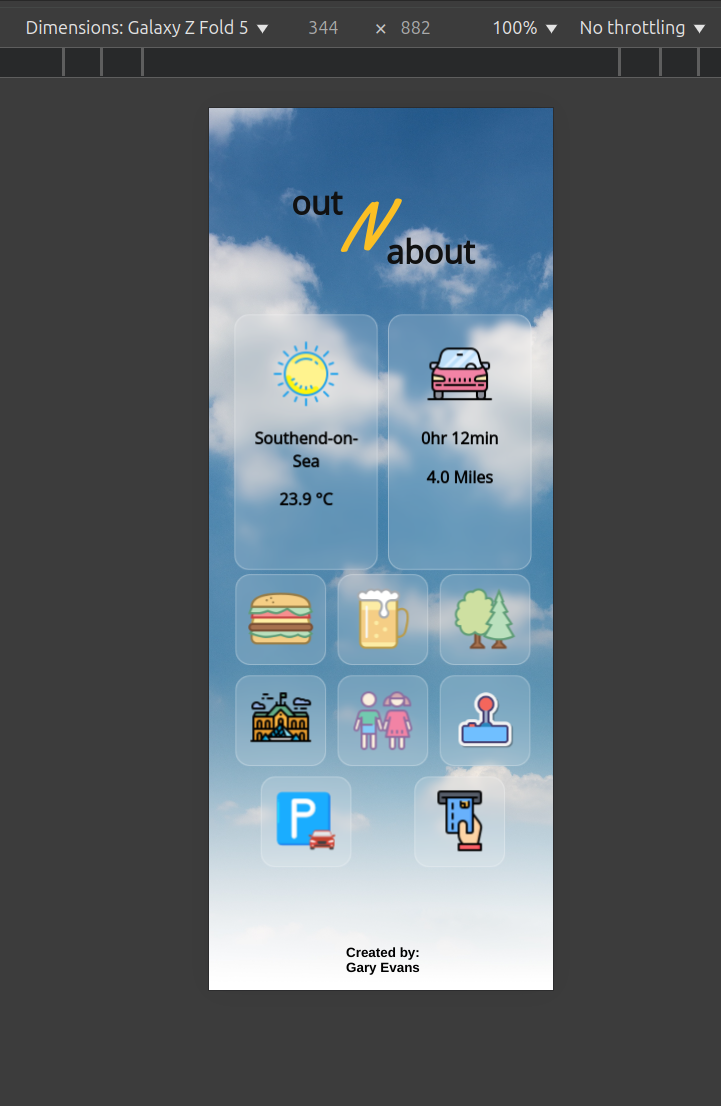 Dimensions: Galaxy Z Fold 5 ▼ 344 × 882 100% ▼ No throttling ▼
out
N
about
Southend-on-
Sea
23.9 °C
0hr 12min
4.0 Miles
P
Created by:
Gary Evans